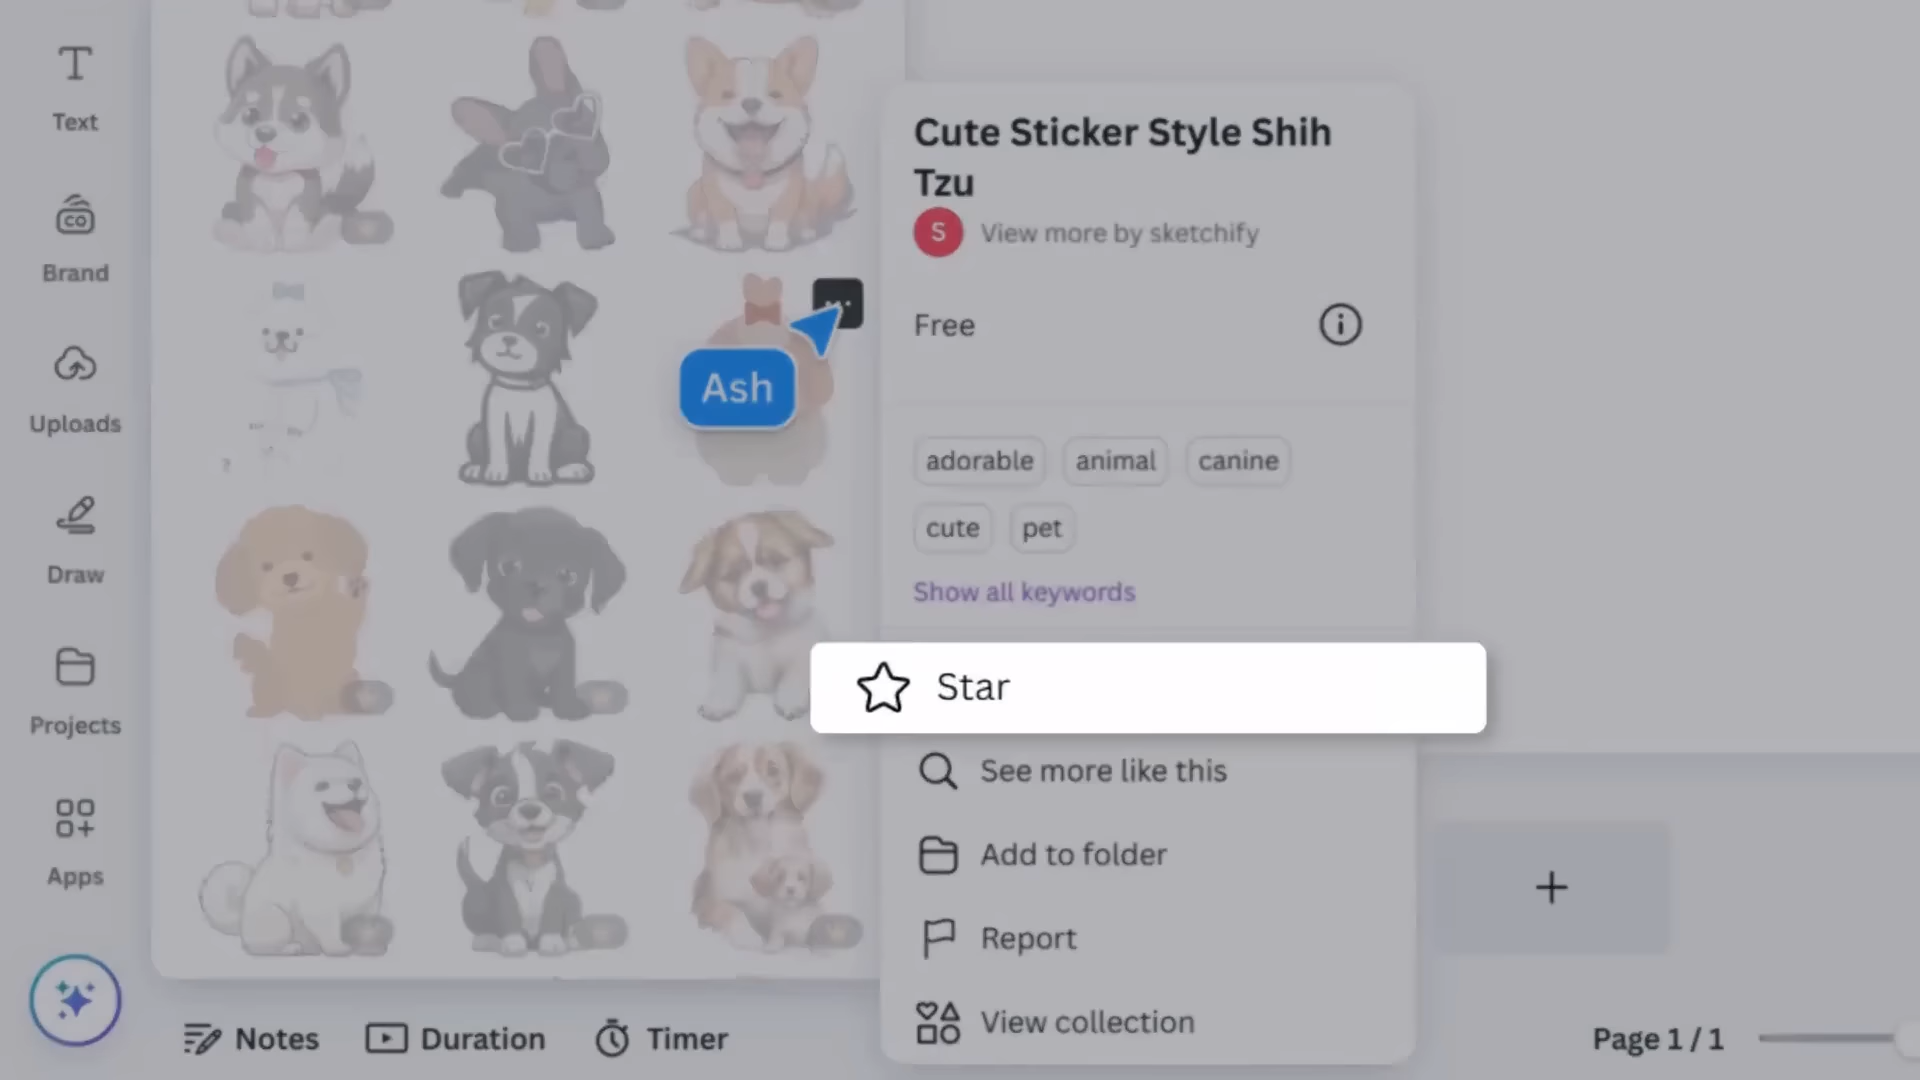 Text
Brand
Uploads
Draw
Projects
Apps
CO
Ash
Cute Sticker Style Shih
Tzu
S
View more by sketchify
Free
adorable
animal
canine
cute
pet
Show all keywords
Star
See more like this
Add to folder
Report
View collection
Notes
Duration
Timer
Page 1 / 1